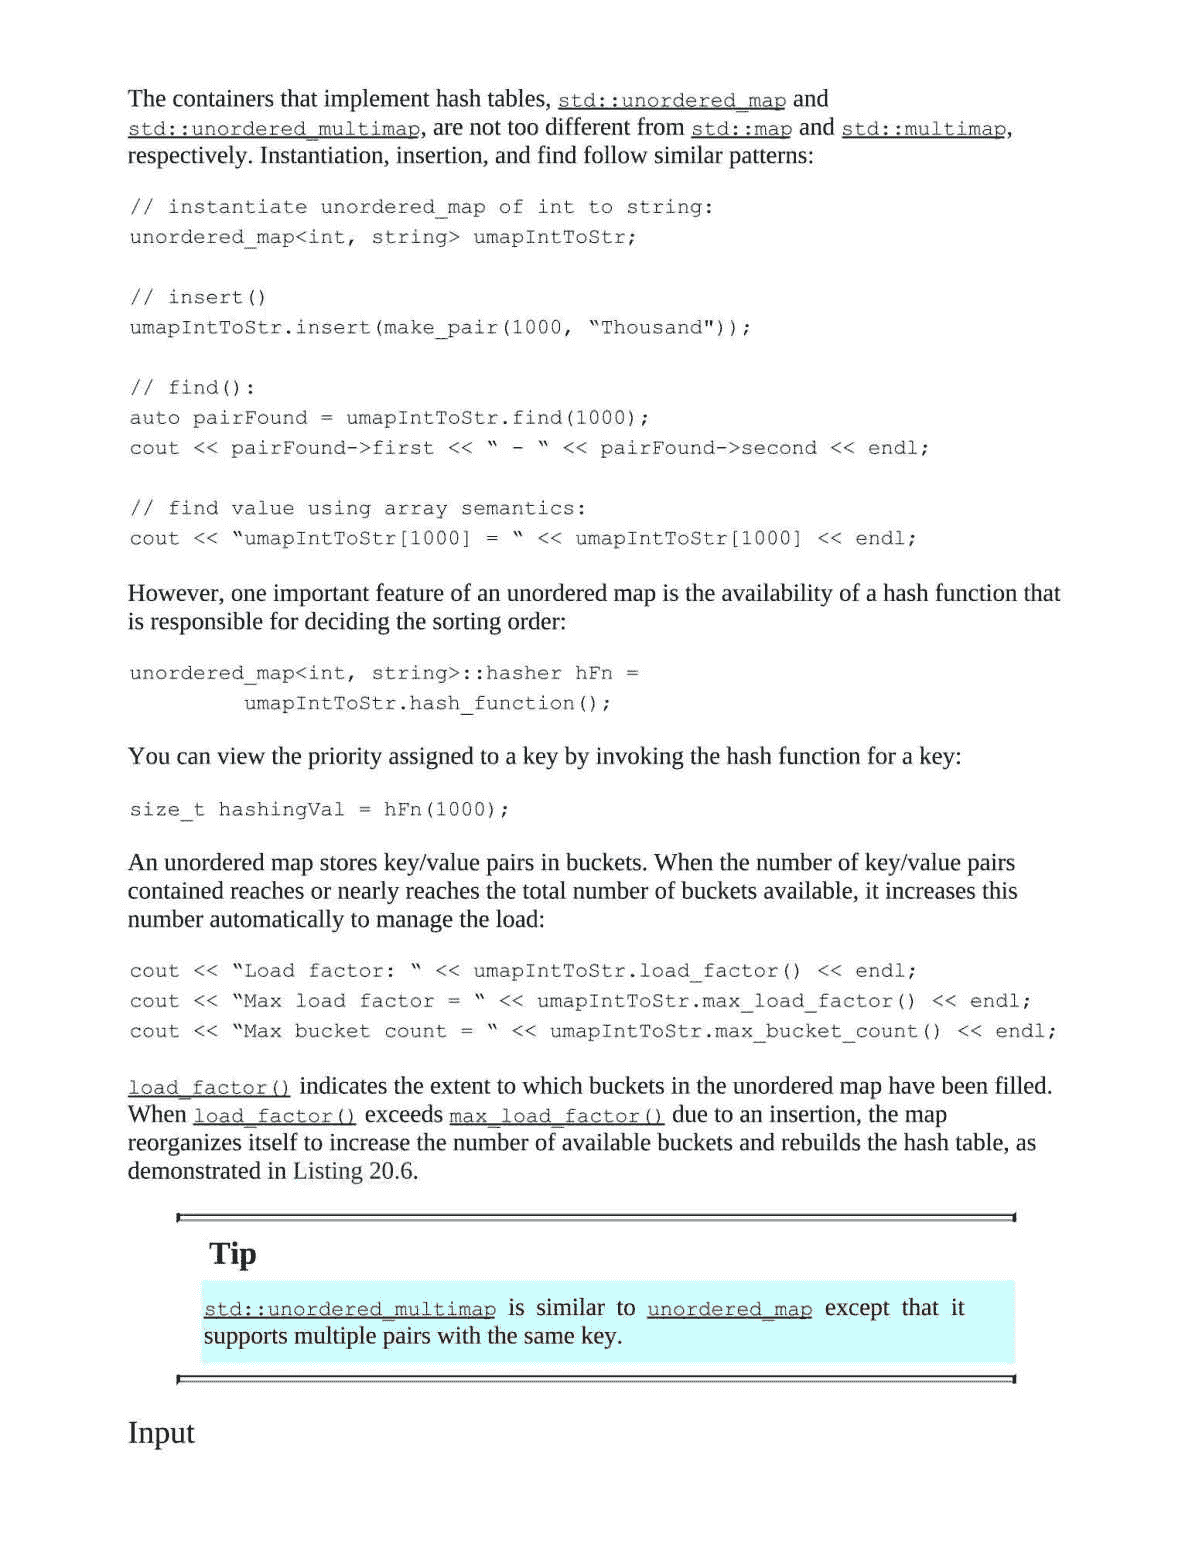 The containers that implement hash tables, std::unordered_map and
std::unordered_multimap, are not too different from std::map and std::multimap,
respectively. Instantiation, insertion, and find follow similar patterns:
// instantiate unordered_map of int to string:
unordered_map<int, string> umapIntToStr;
// insert()
umapIntToStr.insert(make_pair(1000, “Thousand"));
// find():
auto pairFound = umapIntToStr.find(1000);
cout << pairFound->first << “ - “ << pairFound->second << endl;
// find value using array semantics:
cout << “umapIntToStr[1000] = “ << umapIntToStr[1000] << endl;
However, one important feature of an unordered map is the availability of a hash function that
is responsible for deciding the sorting order:
unordered_map<int, string>::hasher hFn =
umapIntToStr.hash_function();
You can view the priority assigned to a key by invoking the hash function for a key:
size_t hashingVal = hFn(1000);
An unordered map stores key/value pairs in buckets. When the number of key/value pairs
contained reaches or nearly reaches the total number of buckets available, it increases this
number automatically to manage the load:
cout << “Load factor: “ << umapIntToStr.load_factor() << endl;
cout << “Max load factor = “ << umapIntToStr.max_load_factor() << endl;
cout << “Max bucket count = “ << umapIntToStr.max_bucket_count() << endl;
load_factor() indicates the extent to which buckets in the unordered map have been filled.
When load_factor() exceeds max_load_factor() due to an insertion, the map
reorganizes itself to increase the number of available buckets and rebuilds the hash table, as
demonstrated in Listing 20.6.
Tip
std::unordered_multimap is similar to unordered_map except that it
supports multiple pairs with the same key.
Input